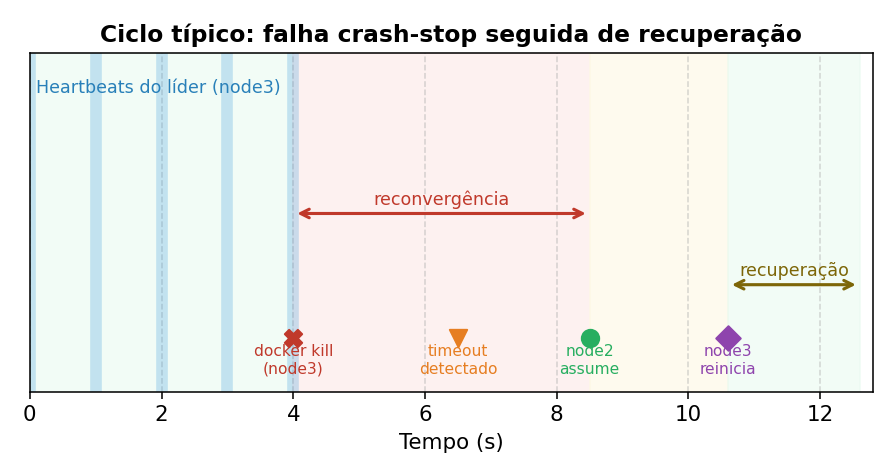 Ciclo típico: falha crash-stop seguida de recuperação
Heartbeats do líder (node3)
reconvergência
recuperação
docker kill
(node3)
timeout
detectado
node2
assume
node3
reinicia
0 2 4 6 8 10 12
Tempo (s)